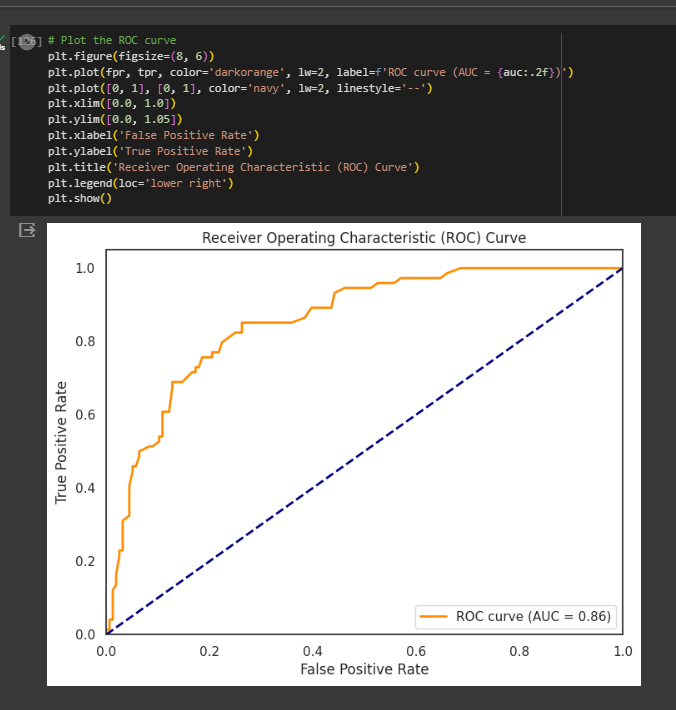 [126] # Plot the ROC curve
plt.figure(figsize=(8, 6))
plt.plot(fpr, tpr, color='darkorange', lw=2, label=f'ROC curve (AUC = {auc:.2f})')
plt.plot([0, 1], [0, 1], color='navy', lw=2, linestyle='--')
plt.xlim([0.0, 1.0])
plt.ylim([0.0, 1.05])
plt.xlabel('False Positive Rate')
plt.ylabel('True Positive Rate')
plt.title('Receiver Operating Characteristic (ROC) Curve')
plt.legend(loc='lower right')
plt.show()
Receiver Operating Characteristic (ROC) Curve
1.0
0.8
0.6
0.4
0.2
0.0
True Positive Rate
ROC curve (AUC = 0.86)
0.0 0.2 0.4 0.6 0.8 1.0
False Positive Rate